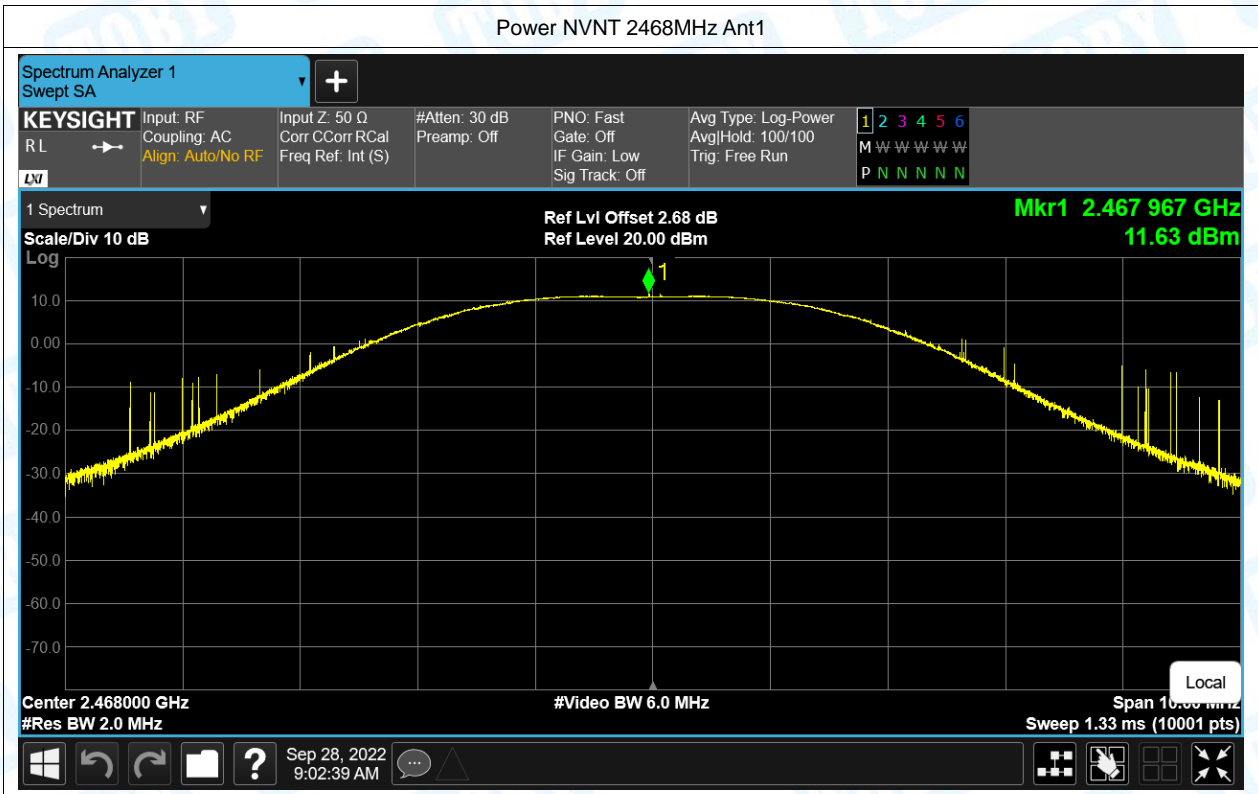 Power NVNT 2468MHz Ant1
Spectrum Analyzer 1
Swept SA
KEYSIGHT
R L
LXI
Input: RF
Coupling: AC
Align: Auto/No RF
Input Z: 50 Ω
Corr CCorr RCal
Freq Ref: Int (S)
#Atten: 30 dB
Preamp: Off
PNO: Fast
Gate: Off
IF Gain: Low
Sig Track: Off
Avg Type: Log-Power
Avg|Hold: 100/100
Trig: Free Run
1 2 3 4 5 6
M W W W W W
P N N N N N
1 Spectrum
Scale/Div 10 dB
Log
Ref Lvl Offset 2.68 dB
Ref Level 20.00 dBm
Mkr1 2.467 967 GHz
11.63 dBm
1
10.0
0.00
-10.0
-20.0
-30.0
-40.0
-50.0
-60.0
-70.0
Local
Center 2.468000 GHz
#Res BW 2.0 MHz
#Video BW 6.0 MHz
Span 10.00 MHz
Sweep 1.33 ms (10001 pts)
?
Sep 28, 2022
9:02:39 AM